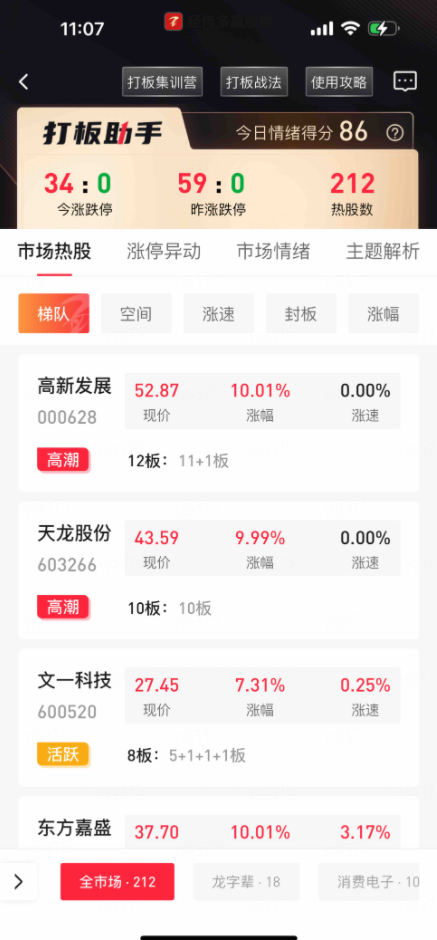 11:07
打板集训营 打板战法 使用攻略
打板助手 今日情绪得分 86 ?
34 : 0 59 : 0 212
今涨跌停 昨涨跌停 热股数
市场热股 涨停异动 市场情绪 主题解析
梯队 空间 涨速 封板 涨幅
高新发展 52.87 10.01% 0.00%
000628 现价 涨幅 涨速
高潮 12板： 11+1板
天龙股份 43.59 9.99% 0.00%
603266 现价 涨幅 涨速
高潮 10板： 10板
文一科技 27.45 7.31% 0.25%
600520 现价 涨幅 涨速
活跃 8板： 5+1+1+1板
东方嘉盛 37.70 10.01% 3.17%
全市场 · 212 龙字辈 · 18 消费电子 · 10